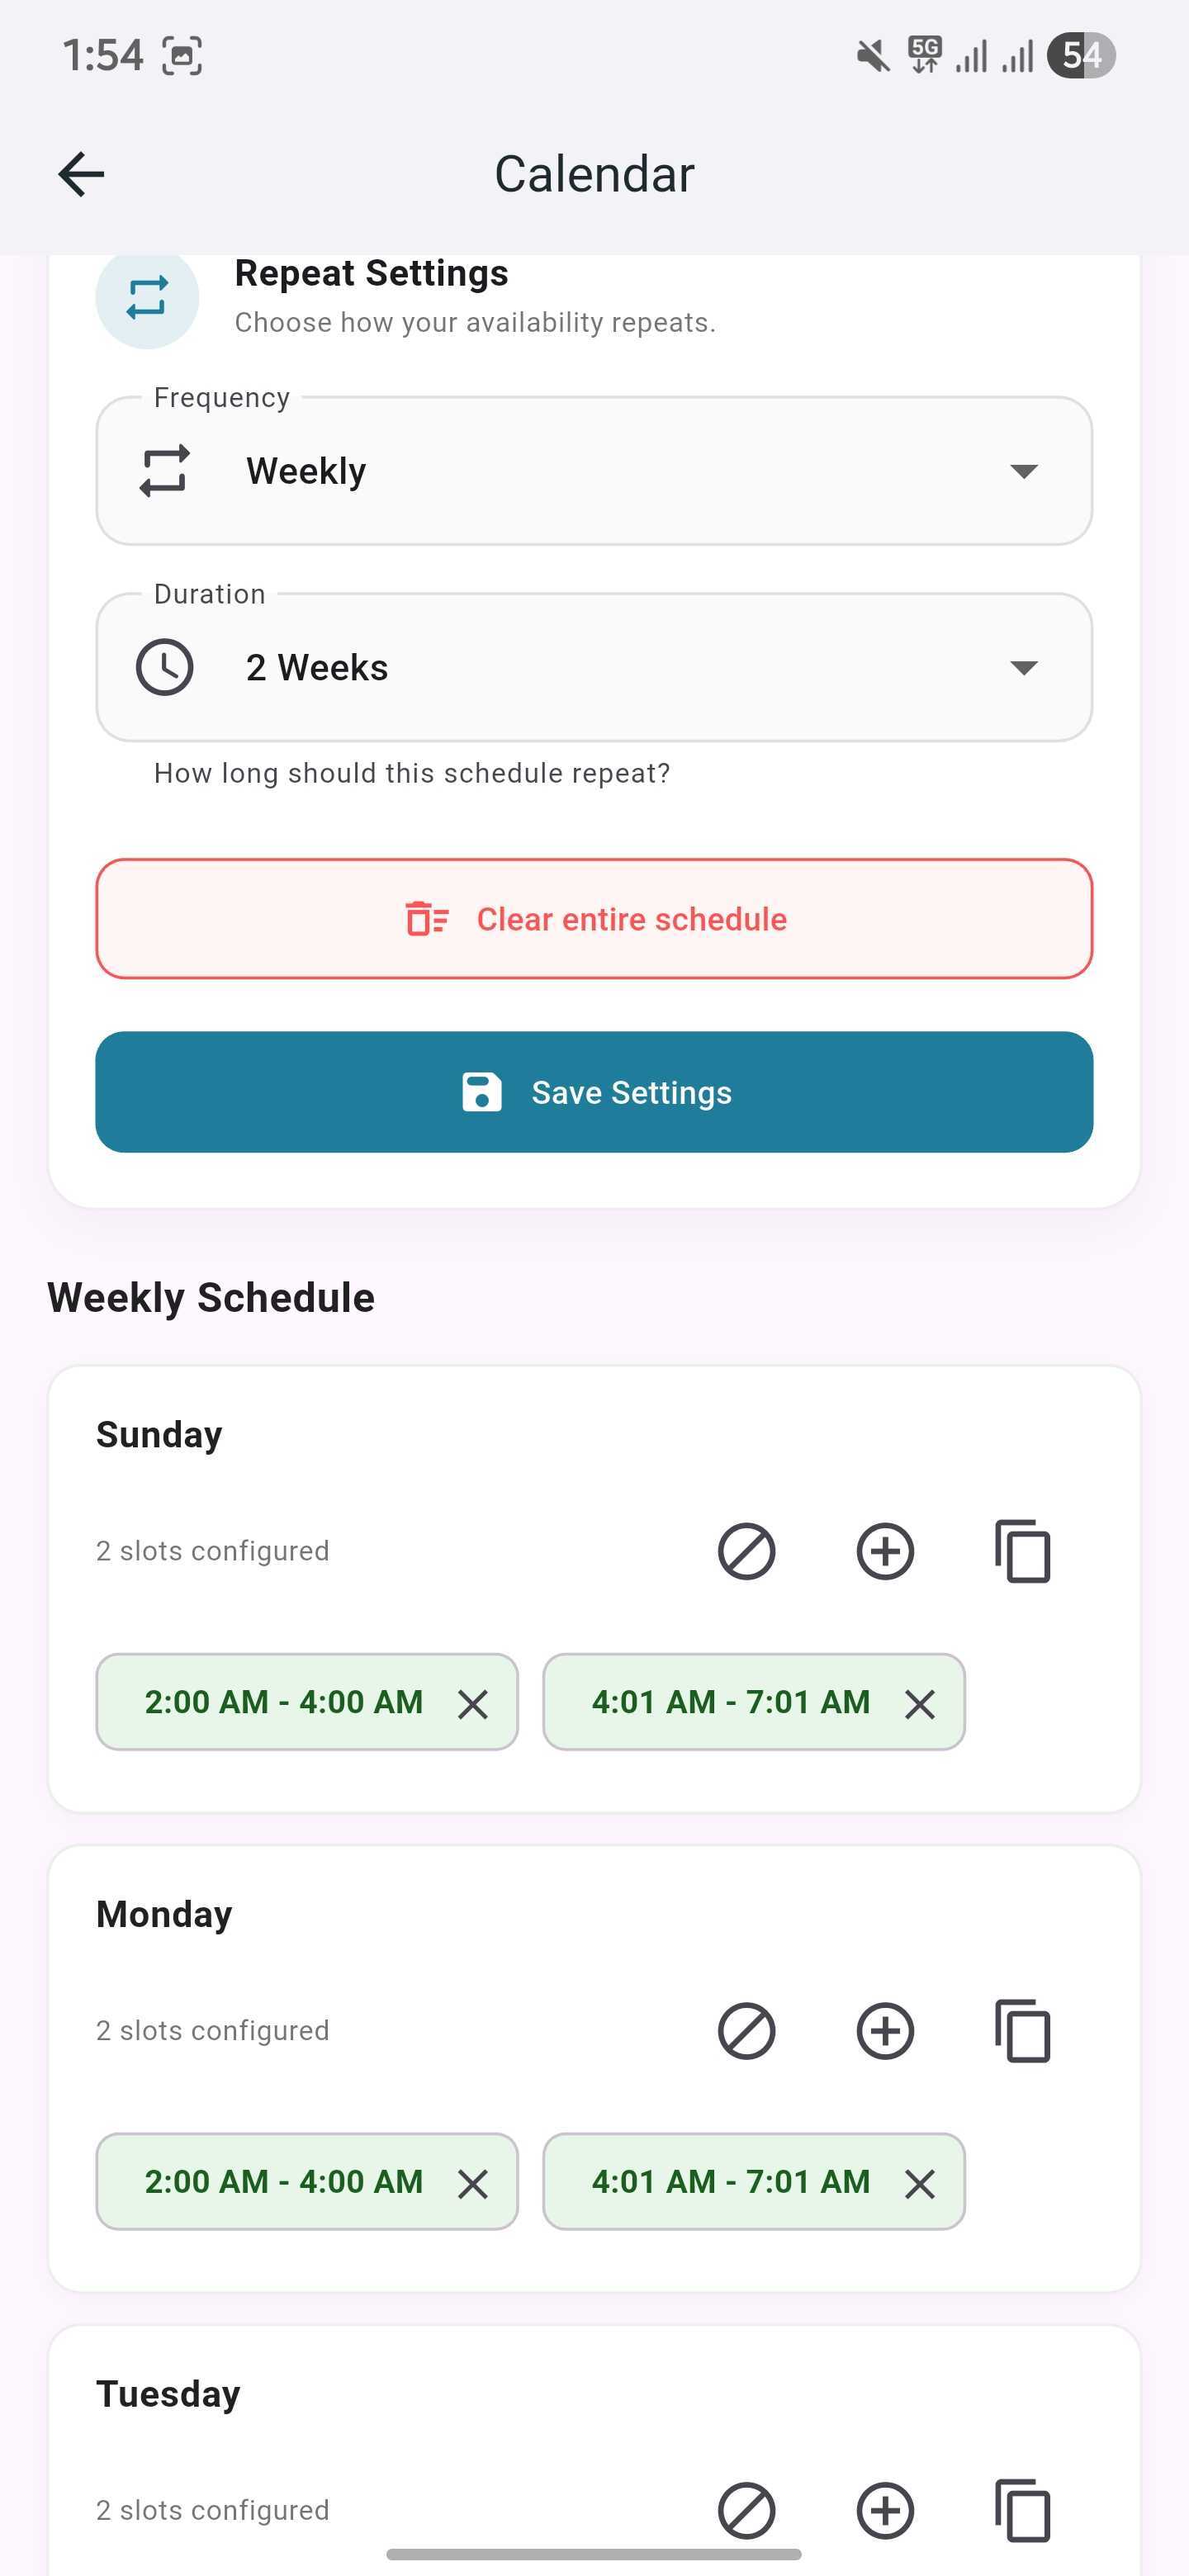 1:54
5G
54
Calendar
Repeat Settings
Choose how your availability repeats.
Frequency
Weekly
Duration
2 Weeks
How long should this schedule repeat?
Clear entire schedule
Save Settings
Weekly Schedule
Sunday
2 slots configured
2:00 AM - 4:00 AM
4:01 AM - 7:01 AM
Monday
2 slots configured
2:00 AM - 4:00 AM
4:01 AM - 7:01 AM
Tuesday
2 slots configured